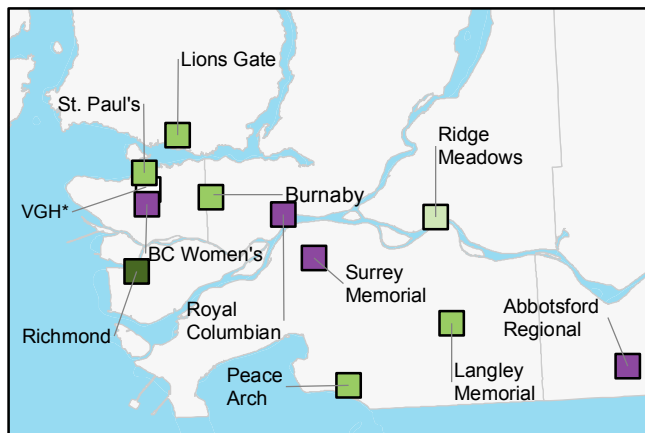 Lions Gate
St. Paul's
Ridge
Meadows
Burnaby
VGH*
BC Women's
Surrey
Memorial
Abbotsford
Regional
Royal
Columbian
Richmond
Peace
Arch
Langley
Memorial